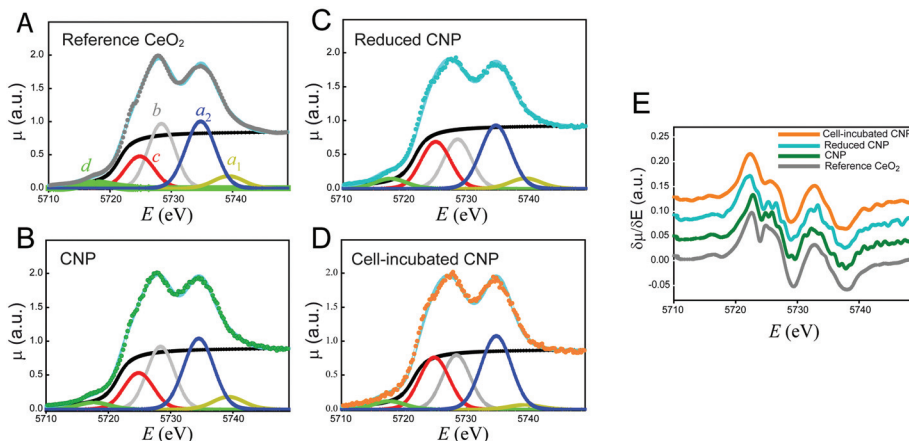 A
Reference CeO2
μ (a.u.)
2.0
1.5
1.0
0.5
0.0
d
c
b
a2
a1
5710
5720
5730
5740
E (eV)
B
CNP
μ (a.u.)
2.0
1.5
1.0
0.5
0.0
5710
5720
5730
5740
E (eV)
C
Reduced CNP
μ (a.u.)
2.0
1.5
1.0
0.5
0.0
5710
5720
5730
5740
E (eV)
D
Cell-incubated CNP
μ (a.u.)
2.0
1.5
1.0
0.5
0.0
5710
5720
5730
5740
E (eV)
E
Cell-incubated CNP
Reduced CNP
CNP
Reference CeO2
δμ/δE (a.u.)
0.25
0.20
0.15
0.10
0.05
0.00
-0.05
5710
5720
5730
5740
E (eV)